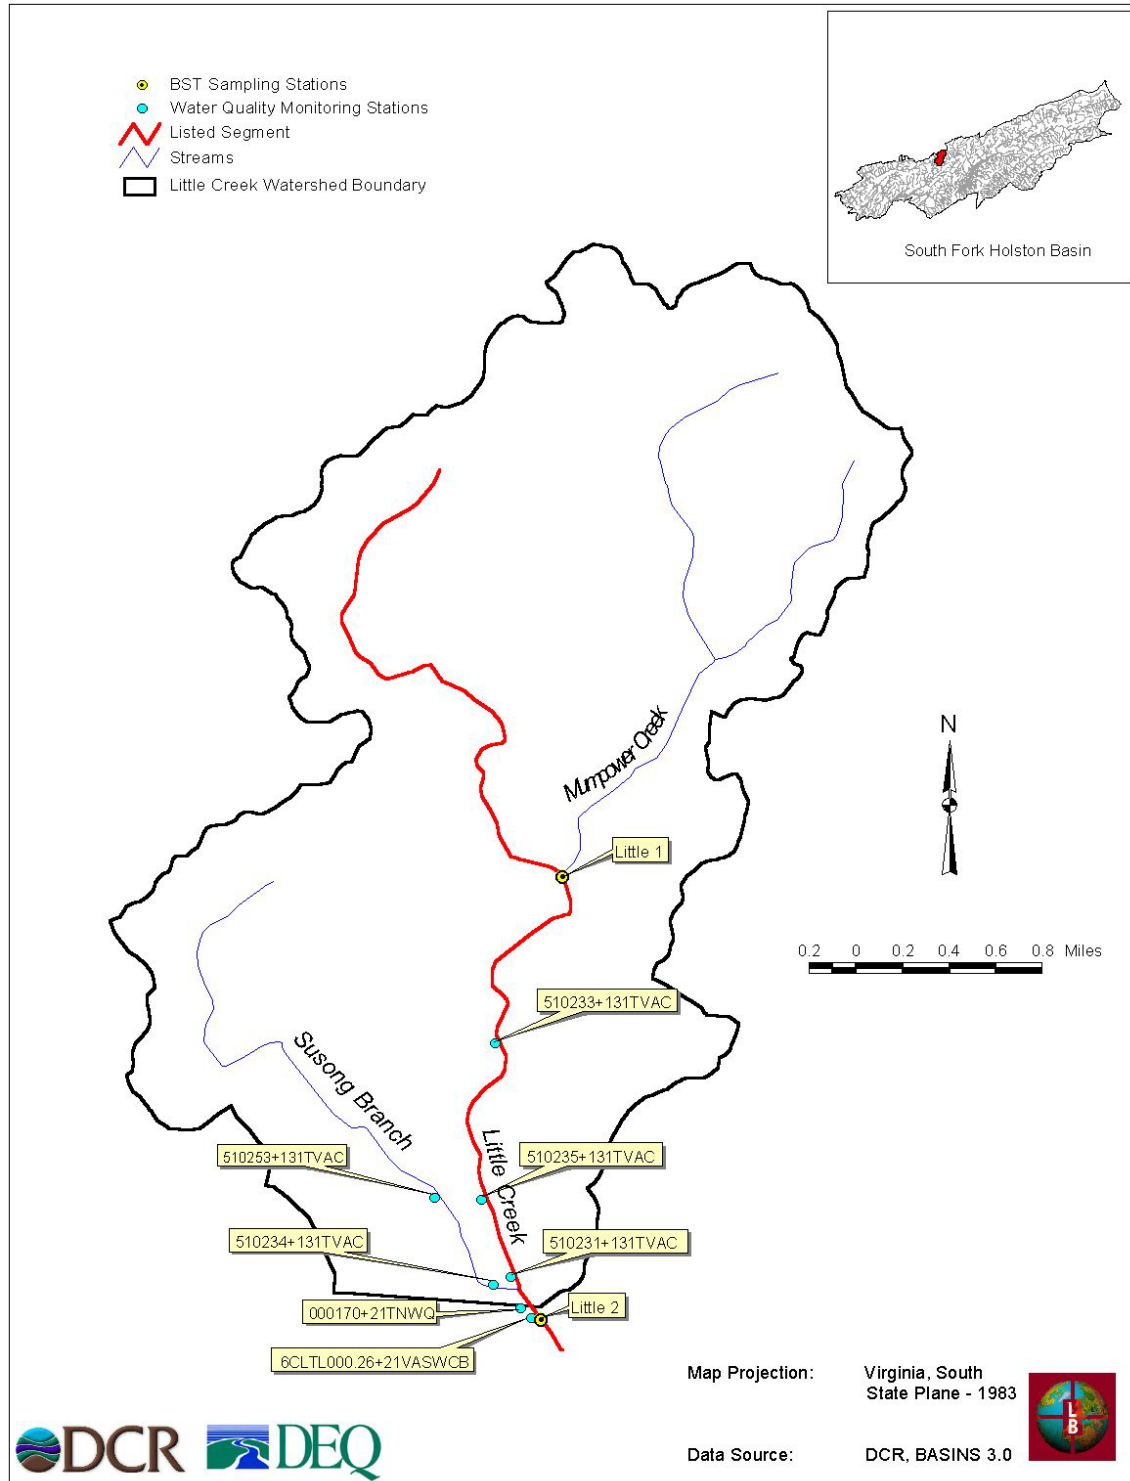 BST Sampling Stations
Water Quality Monitoring Stations
Listed Segment
Streams
Little Creek Watershed Boundary
South Fork Holston Basin
Mumpower Creek
N
Little 1
0.2 0 0.2 0.4 0.6 0.8 Miles
510233+131TVAC
Susong Branch
Little Creek
510253+131TVAC
510235+131TVAC
510234+131TVAC
510231+131TVAC
000170+21TNWQ
Little 2
6CLTL000.26+21VASWCB
Map Projection: Virginia, South
State Plane - 1983
Data Source: DCR, BASINS 3.0
L
B
DCR
DEQ